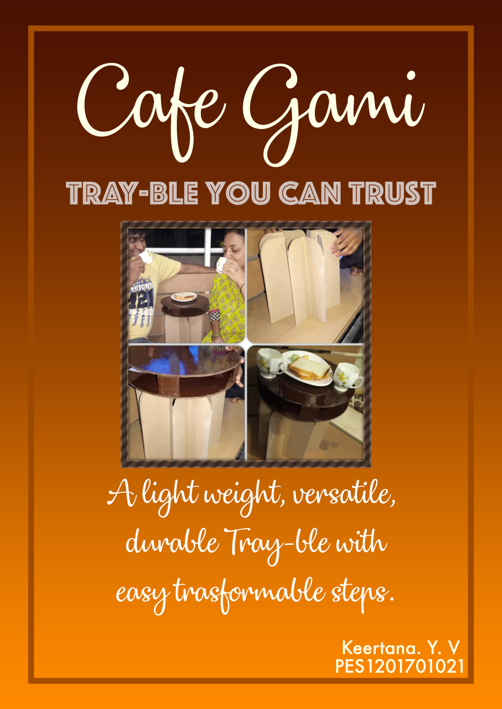 Cafe Gami
TRAY-BLE YOU CAN TRUST
A light weight, versatile,
durable Tray-ble with
easy trasformable steps.
Keertana. Y. V
PES1201701021